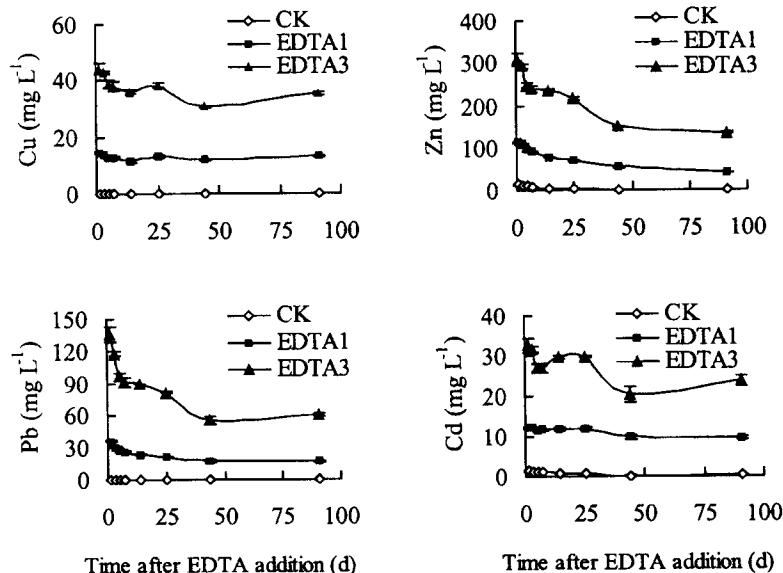 60
40
20
0
Cu (mg L⁻¹)
CK
EDTA1
EDTA3
0 25 50 75 100
400
300
200
100
0
Zn (mg L⁻¹)
CK
EDTA1
EDTA3
0 25 50 75 100
150
120
90
60
30
0
Pb (mg L⁻¹)
CK
EDTA1
EDTA3
0 25 50 75 100
Time after EDTA addition (d)
40
30
20
10
0
Cd (mg L⁻¹)
CK
EDTA1
EDTA3
0 25 50 75 100
Time after EDTA addition (d)